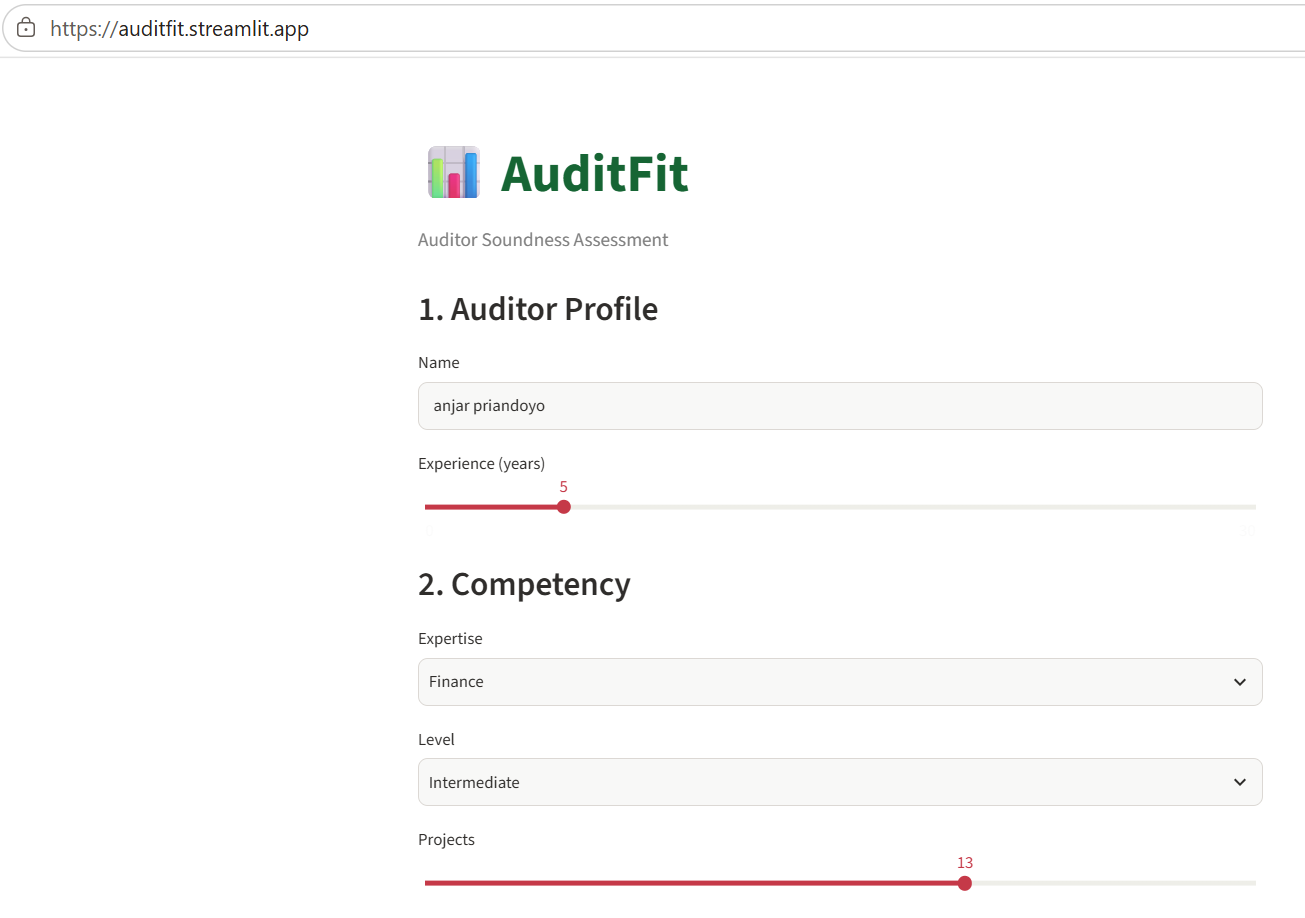 https://auditfit.streamlit.app
AuditFit
Auditor Soundness Assessment
1. Auditor Profile
Name
anjar priandoyo
Experience (years)
5
2. Competency
Expertise
Finance
Level
Intermediate
Projects
13